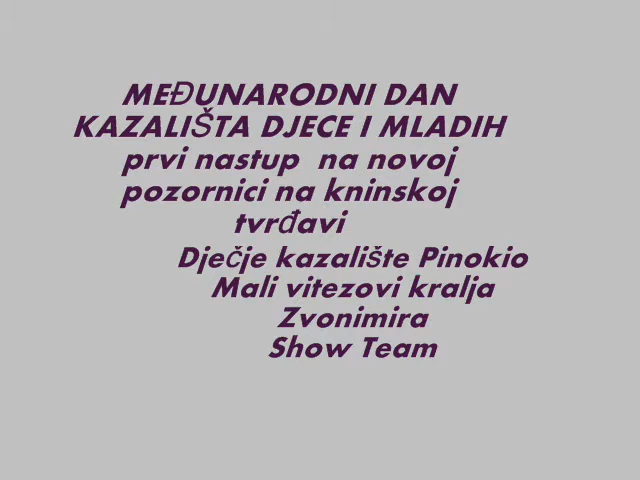 MEĐUNARODNI DAN
KAZALIŠTA DJECE I MLADIH
prvi nastup na novoj
pozornici na kninskoj
tvrđavi
Dječje kazalište Pinokio
Mali vitezovi kralja
Zvonimira
Show Team